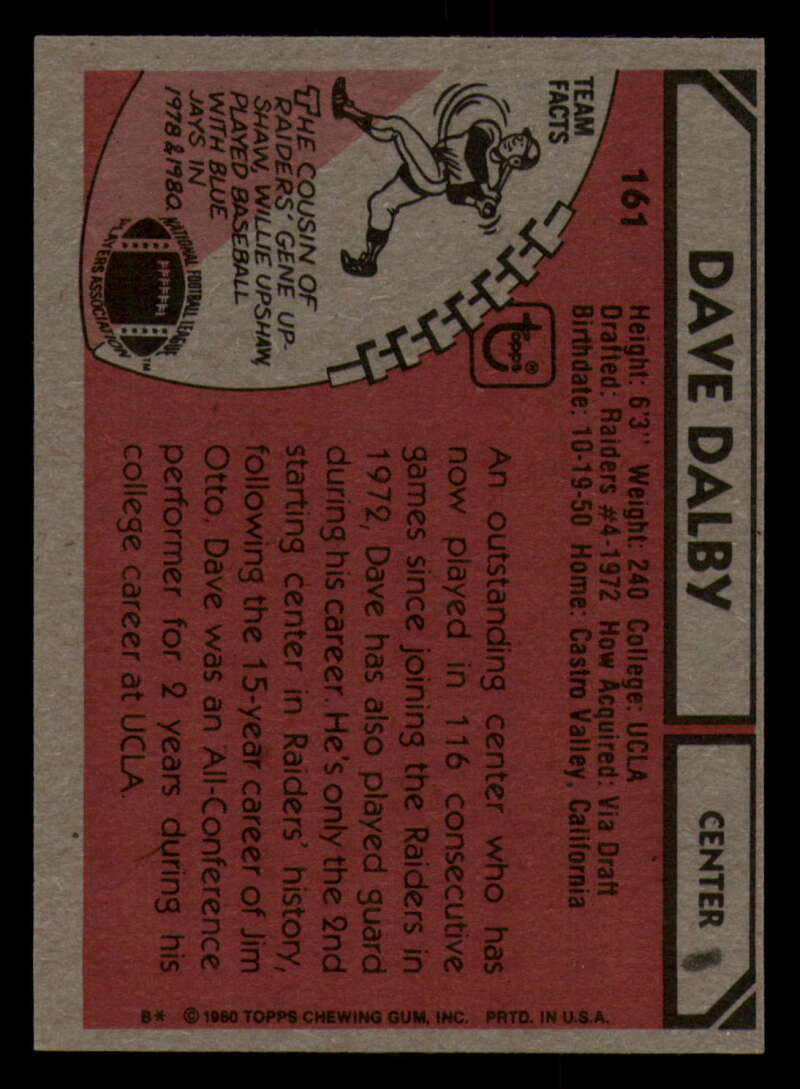 DAVE DALBY
CENTER
161
Height: 6'3" Weight: 240 College: UCLA
Drafted: Raiders #4-1972 How Acquired: Via Draft
Birthdate: 10-19-50 Home: Castro Valley, California
TEAM
FACTS
THE COUSIN OF
RAIDERS' GENE UP-
SHAW, WILLIE UPSHAW,
PLAYED BASEBALL
WITH BLUE
JAYS IN
1978 & 1980.
NATIONAL FOOTBALL LEAGUE
PLAYERS ASSOCIATION
TM
topps®
An outstanding center who has
now played in 116 consecutive
games since joining the Raiders in
1972, Dave has also played guard
during his career. He's only the 2nd
starting center in Raiders' history,
following the 15-year career of Jim
Otto. Dave was an All-Conference
performer for 2 years during his
college career at UCLA.
B* © 1980 TOPPS CHEWING GUM, INC. PRTD. IN U.S.A.